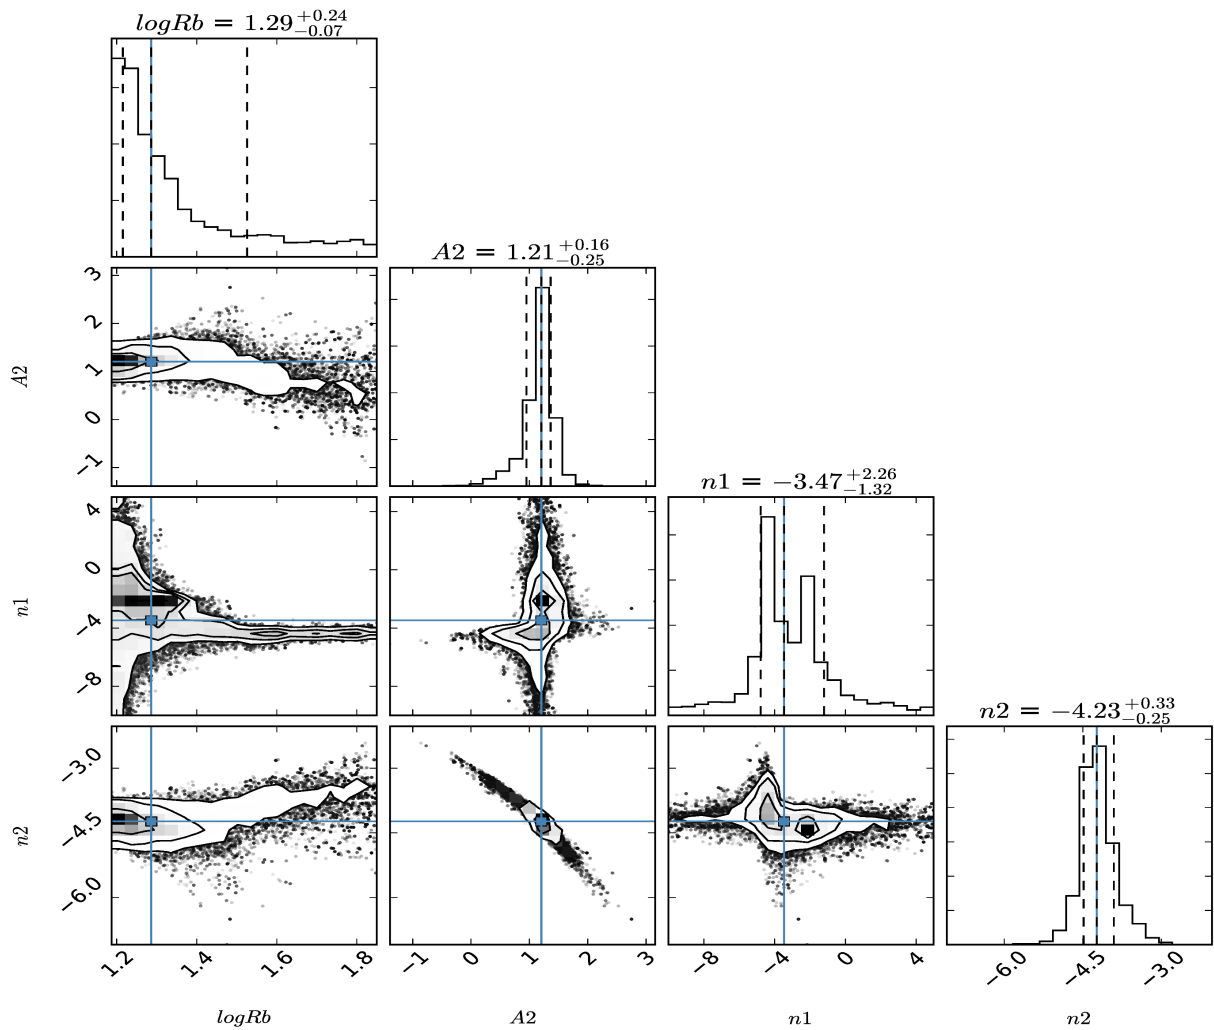 logRb = 1.29 +0.24 −0.07
A2 = 1.21 +0.16 −0.25
A2
3
2
1
0
−1
n1 = −3.47 +2.26 −1.32
n1
4
0
−4
−8
n2 = −4.23 +0.33 −0.25
n2
−3.0
−4.5
−6.0
1.2 1.4 1.6 1.8 −1 0 1 2 3 −8 −4 0 4 −6.0 −4.5 −3.0
logRb A2 n1 n2